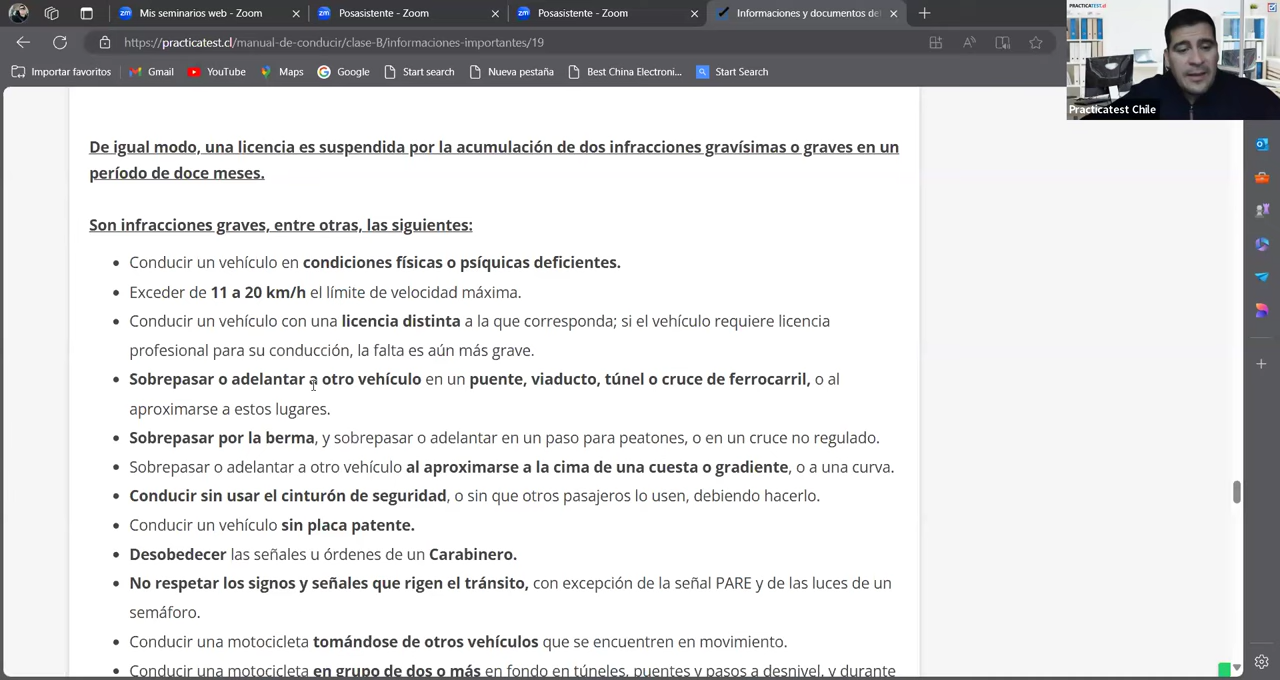 Mis seminarios web - Zoom
Posasistente - Zoom
Posasistente - Zoom
Informaciones y documentos del
https://practicatest.cl/manual-de-conducir/clase-B/informaciones-importantes/19
Importar favoritos
Gmail
YouTube
Maps
Google
Start search
Nueva pestaña
Best China Electroni...
Start Search
PRACTICATEST.cl
Practicatest Chile
De igual modo, una licencia es suspendida por la acumulación de dos infracciones gravísimas o graves en un
período de doce meses.
Son infracciones graves, entre otras, las siguientes:
• Conducir un vehículo en condiciones físicas o psíquicas deficientes.
• Exceder de 11 a 20 km/h el límite de velocidad máxima.
• Conducir un vehículo con una licencia distinta a la que corresponda; si el vehículo requiere licencia
profesional para su conducción, la falta es aún más grave.
• Sobrepasar o adelantar a otro vehículo en un puente, viaducto, túnel o cruce de ferrocarril, o al
aproximarse a estos lugares.
• Sobrepasar por la berma, y sobrepasar o adelantar en un paso para peatones, o en un cruce no regulado.
• Sobrepasar o adelantar a otro vehículo al aproximarse a la cima de una cuesta o gradiente, o a una curva.
• Conducir sin usar el cinturón de seguridad, o sin que otros pasajeros lo usen, debiendo hacerlo.
• Conducir un vehículo sin placa patente.
• Desobedecer las señales u órdenes de un Carabinero.
• No respetar los signos y señales que rigen el tránsito, con excepción de la señal PARE y de las luces de un
semáforo.
• Conducir una motocicleta tomándose de otros vehículos que se encuentren en movimiento.
• Conducir una motocicleta en grupo de dos o más en fondo en túneles, puentes y pasos a desnivel, y durante